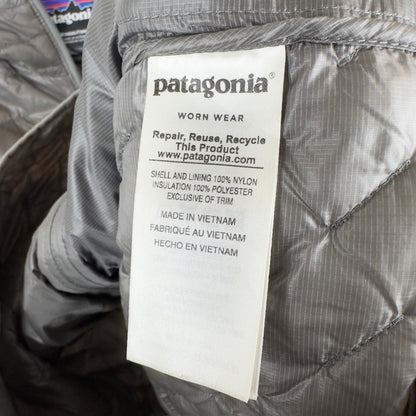 patagonia
patagonia®
WORN WEAR
Repair, Reuse, Recycle
This Product
www.patagonia.com
SHELL AND LINING 100% NYLON
INSULATION 100% POLYESTER
EXCLUSIVE OF TRIM
MADE IN VIETNAM
FABRIQUÉ AU VIETNAM
HECHO EN VIETNAM